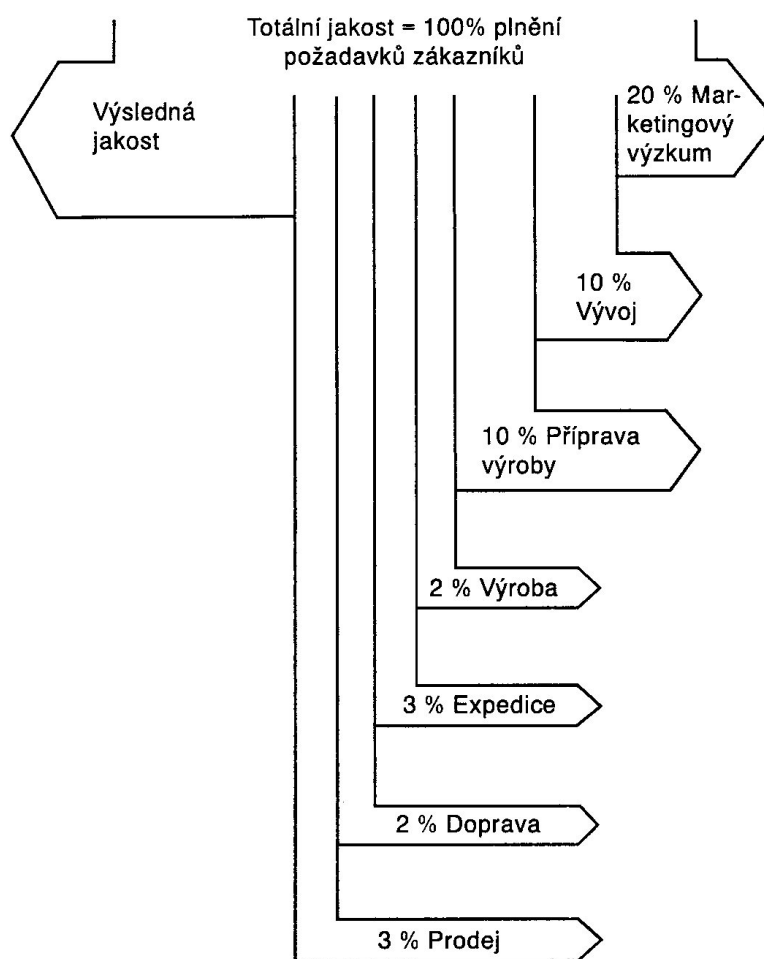 Totální jakost = 100% plnění
požadavků zákazníků
Výsledná
jakost
20 % Mar-
ketingový
výzkum
10 %
Vývoj
10 % Příprava
výroby
2 % Výroba
3 % Expedice
2 % Doprava
3 % Prodej